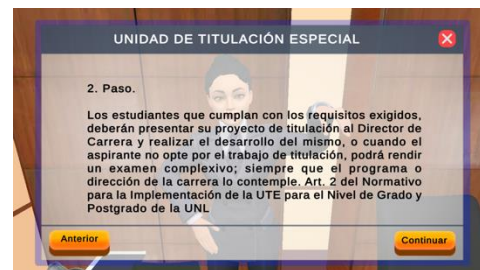 UNIDAD DE TITULACIÓN ESPECIAL
2. Paso.
Los estudiantes que cumplan con los requisitos exigidos,
deberán presentar su proyecto de titulación al Director de
Carrera y realizar el desarrollo del mismo, o cuando el
aspirante no opte por el trabajo de titulación, podrá rendir
un examen complexivo; siempre que el programa o
dirección de la carrera lo contemple. Art. 2 del Normativo
para la Implementación de la UTE para el Nivel de Grado y
Postgrado de la UNL
Anterior
Continuar